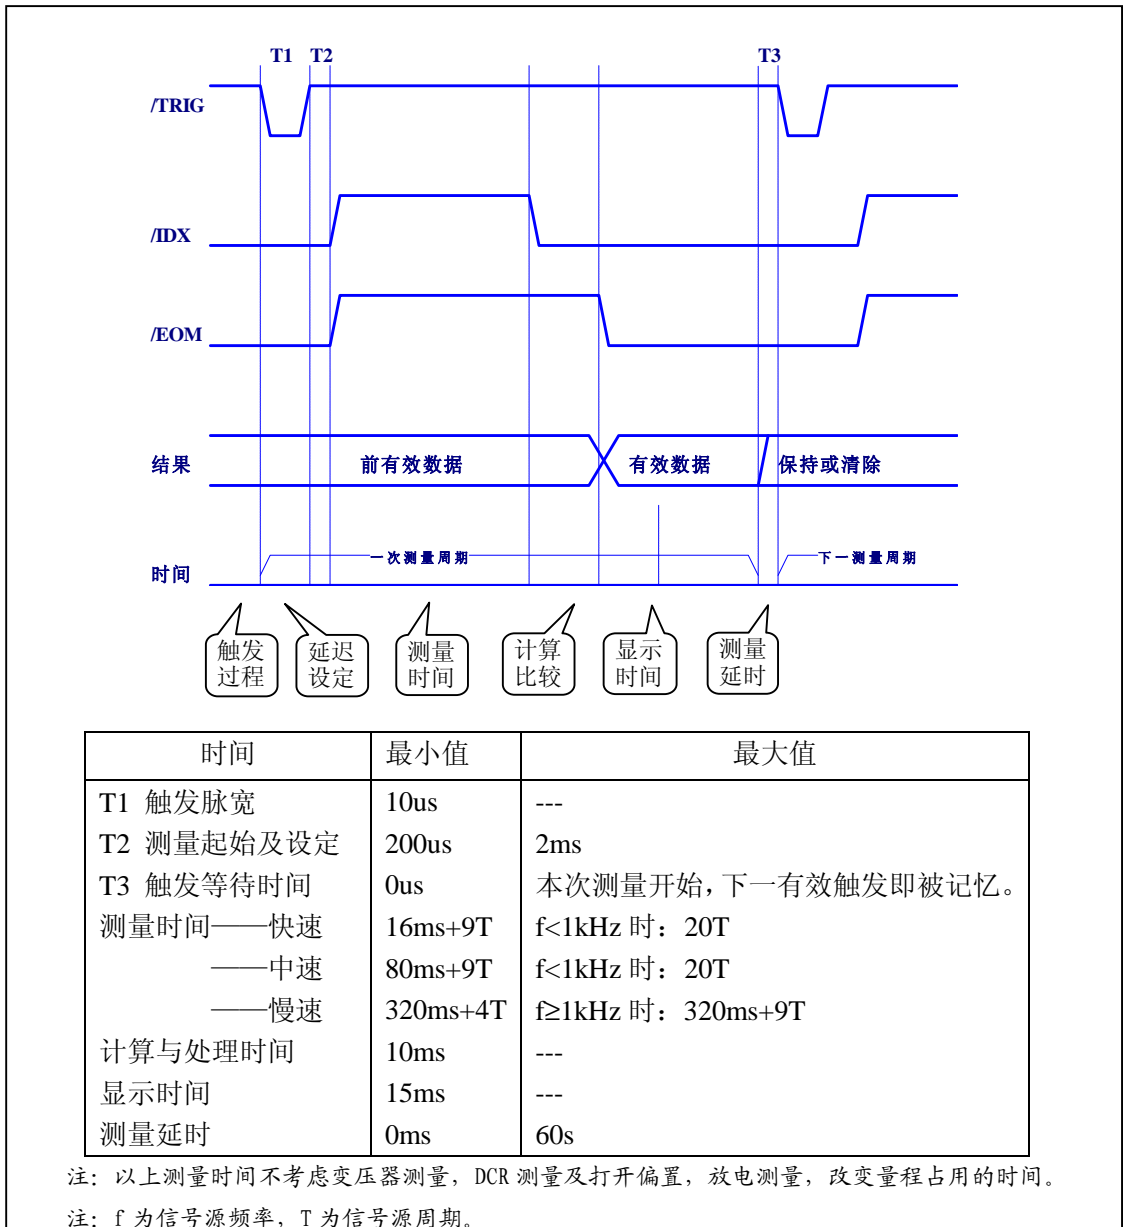 T1 T2 T3
/TRIG
/IDX
/EOM
结果 前有效数据 有效数据 保持或清除
一次测量周期 下一测量周期
时间
触发过程
延迟设定
测量时间
计算比较
显示时间
测量延时
时间 最小值 最大值
T1 触发脉宽 10us ---
T2 测量起始及设定 200us 2ms
T3 触发等待时间 0us 本次测量开始，下一有效触发即被记忆。
测量时间——快速 16ms+9T f<1kHz 时：20T
——中速 80ms+9T f<1kHz 时：20T
——慢速 320ms+4T f≥1kHz 时：320ms+9T
计算与处理时间 10ms ---
显示时间 15ms ---
测量延时 0ms 60s
注：以上测量时间不考虑变压器测量，DCR 测量及打开偏置，放电测量，改变量程占用的时间。
注：f 为信号源频率，T 为信号源周期。